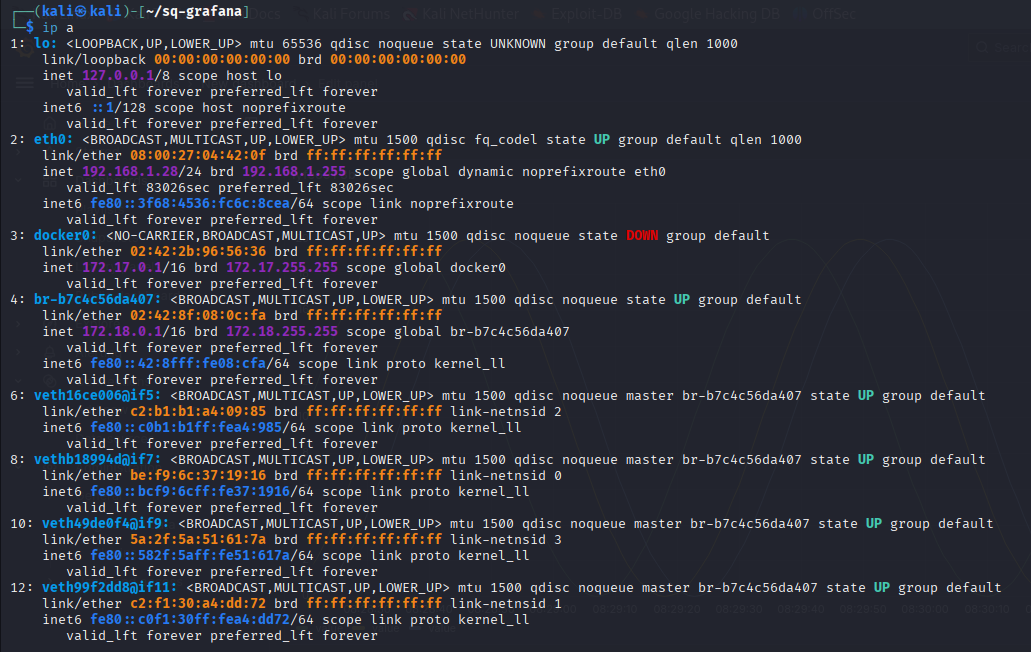 Docs Kali Forums Kali NetHunter Exploit-DB Google Hacking DB OffSec
┌──(kali㉿kali)-[~/sq-grafana]
└─$ ip a
1: lo: <LOOPBACK,UP,LOWER_UP> mtu 65536 qdisc noqueue state UNKNOWN group default qlen 1000
link/loopback 00:00:00:00:00:00 brd 00:00:00:00:00:00
inet 127.0.0.1/8 scope host lo
valid_lft forever preferred_lft forever
inet6 ::1/128 scope host noprefixroute
valid_lft forever preferred_lft forever
2: eth0: <BROADCAST,MULTICAST,UP,LOWER_UP> mtu 1500 qdisc fq_codel state UP group default qlen 1000
link/ether 08:00:27:04:42:0f brd ff:ff:ff:ff:ff:ff
inet 192.168.1.28/24 brd 192.168.1.255 scope global dynamic noprefixroute eth0
valid_lft 83026sec preferred_lft 83026sec
inet6 fe80::3f68:4536:fc6c:8cea/64 scope link noprefixroute
valid_lft forever preferred_lft forever
3: docker0: <NO-CARRIER,BROADCAST,MULTICAST,UP> mtu 1500 qdisc noqueue state DOWN group default
link/ether 02:42:2b:96:56:36 brd ff:ff:ff:ff:ff:ff
inet 172.17.0.1/16 brd 172.17.255.255 scope global docker0
valid_lft forever preferred_lft forever
4: br-b7c4c56da407: <BROADCAST,MULTICAST,UP,LOWER_UP> mtu 1500 qdisc noqueue state UP group default
link/ether 02:42:8f:08:0c:fa brd ff:ff:ff:ff:ff:ff
inet 172.18.0.1/16 brd 172.18.255.255 scope global br-b7c4c56da407
valid_lft forever preferred_lft forever
inet6 fe80::42:8fff:fe08:cfa/64 scope link proto kernel_ll
valid_lft forever preferred_lft forever
6: veth16ce006@if5: <BROADCAST,MULTICAST,UP,LOWER_UP> mtu 1500 qdisc noqueue master br-b7c4c56da407 state UP group default
link/ether c2:b1:b1:a4:09:85 brd ff:ff:ff:ff:ff:ff link-netnsid 2
inet6 fe80::c0b1:b1ff:fea4:985/64 scope link proto kernel_ll
valid_lft forever preferred_lft forever
8: vethb18994d@if7: <BROADCAST,MULTICAST,UP,LOWER_UP> mtu 1500 qdisc noqueue master br-b7c4c56da407 state UP group default
link/ether be:f9:6c:37:19:16 brd ff:ff:ff:ff:ff:ff link-netnsid 0
inet6 fe80::bcf9:6cff:fe37:1916/64 scope link proto kernel_ll
valid_lft forever preferred_lft forever
10: veth49de0f4@if9: <BROADCAST,MULTICAST,UP,LOWER_UP> mtu 1500 qdisc noqueue master br-b7c4c56da407 state UP group default
link/ether 5a:2f:5a:51:61:7a brd ff:ff:ff:ff:ff:ff link-netnsid 3
inet6 fe80::582f:5aff:fe51:617a/64 scope link proto kernel_ll
valid_lft forever preferred_lft forever
12: veth99f2dd8@if11: <BROADCAST,MULTICAST,UP,LOWER_UP> mtu 1500 qdisc noqueue master br-b7c4c56da407 state UP group default
link/ether c2:f1:30:a4:dd:72 brd ff:ff:ff:ff:ff:ff link-netnsid 1
inet6 fe80::c0f1:30ff:fea4:dd72/64 scope link proto kernel_ll
valid_lft forever preferred_lft forever